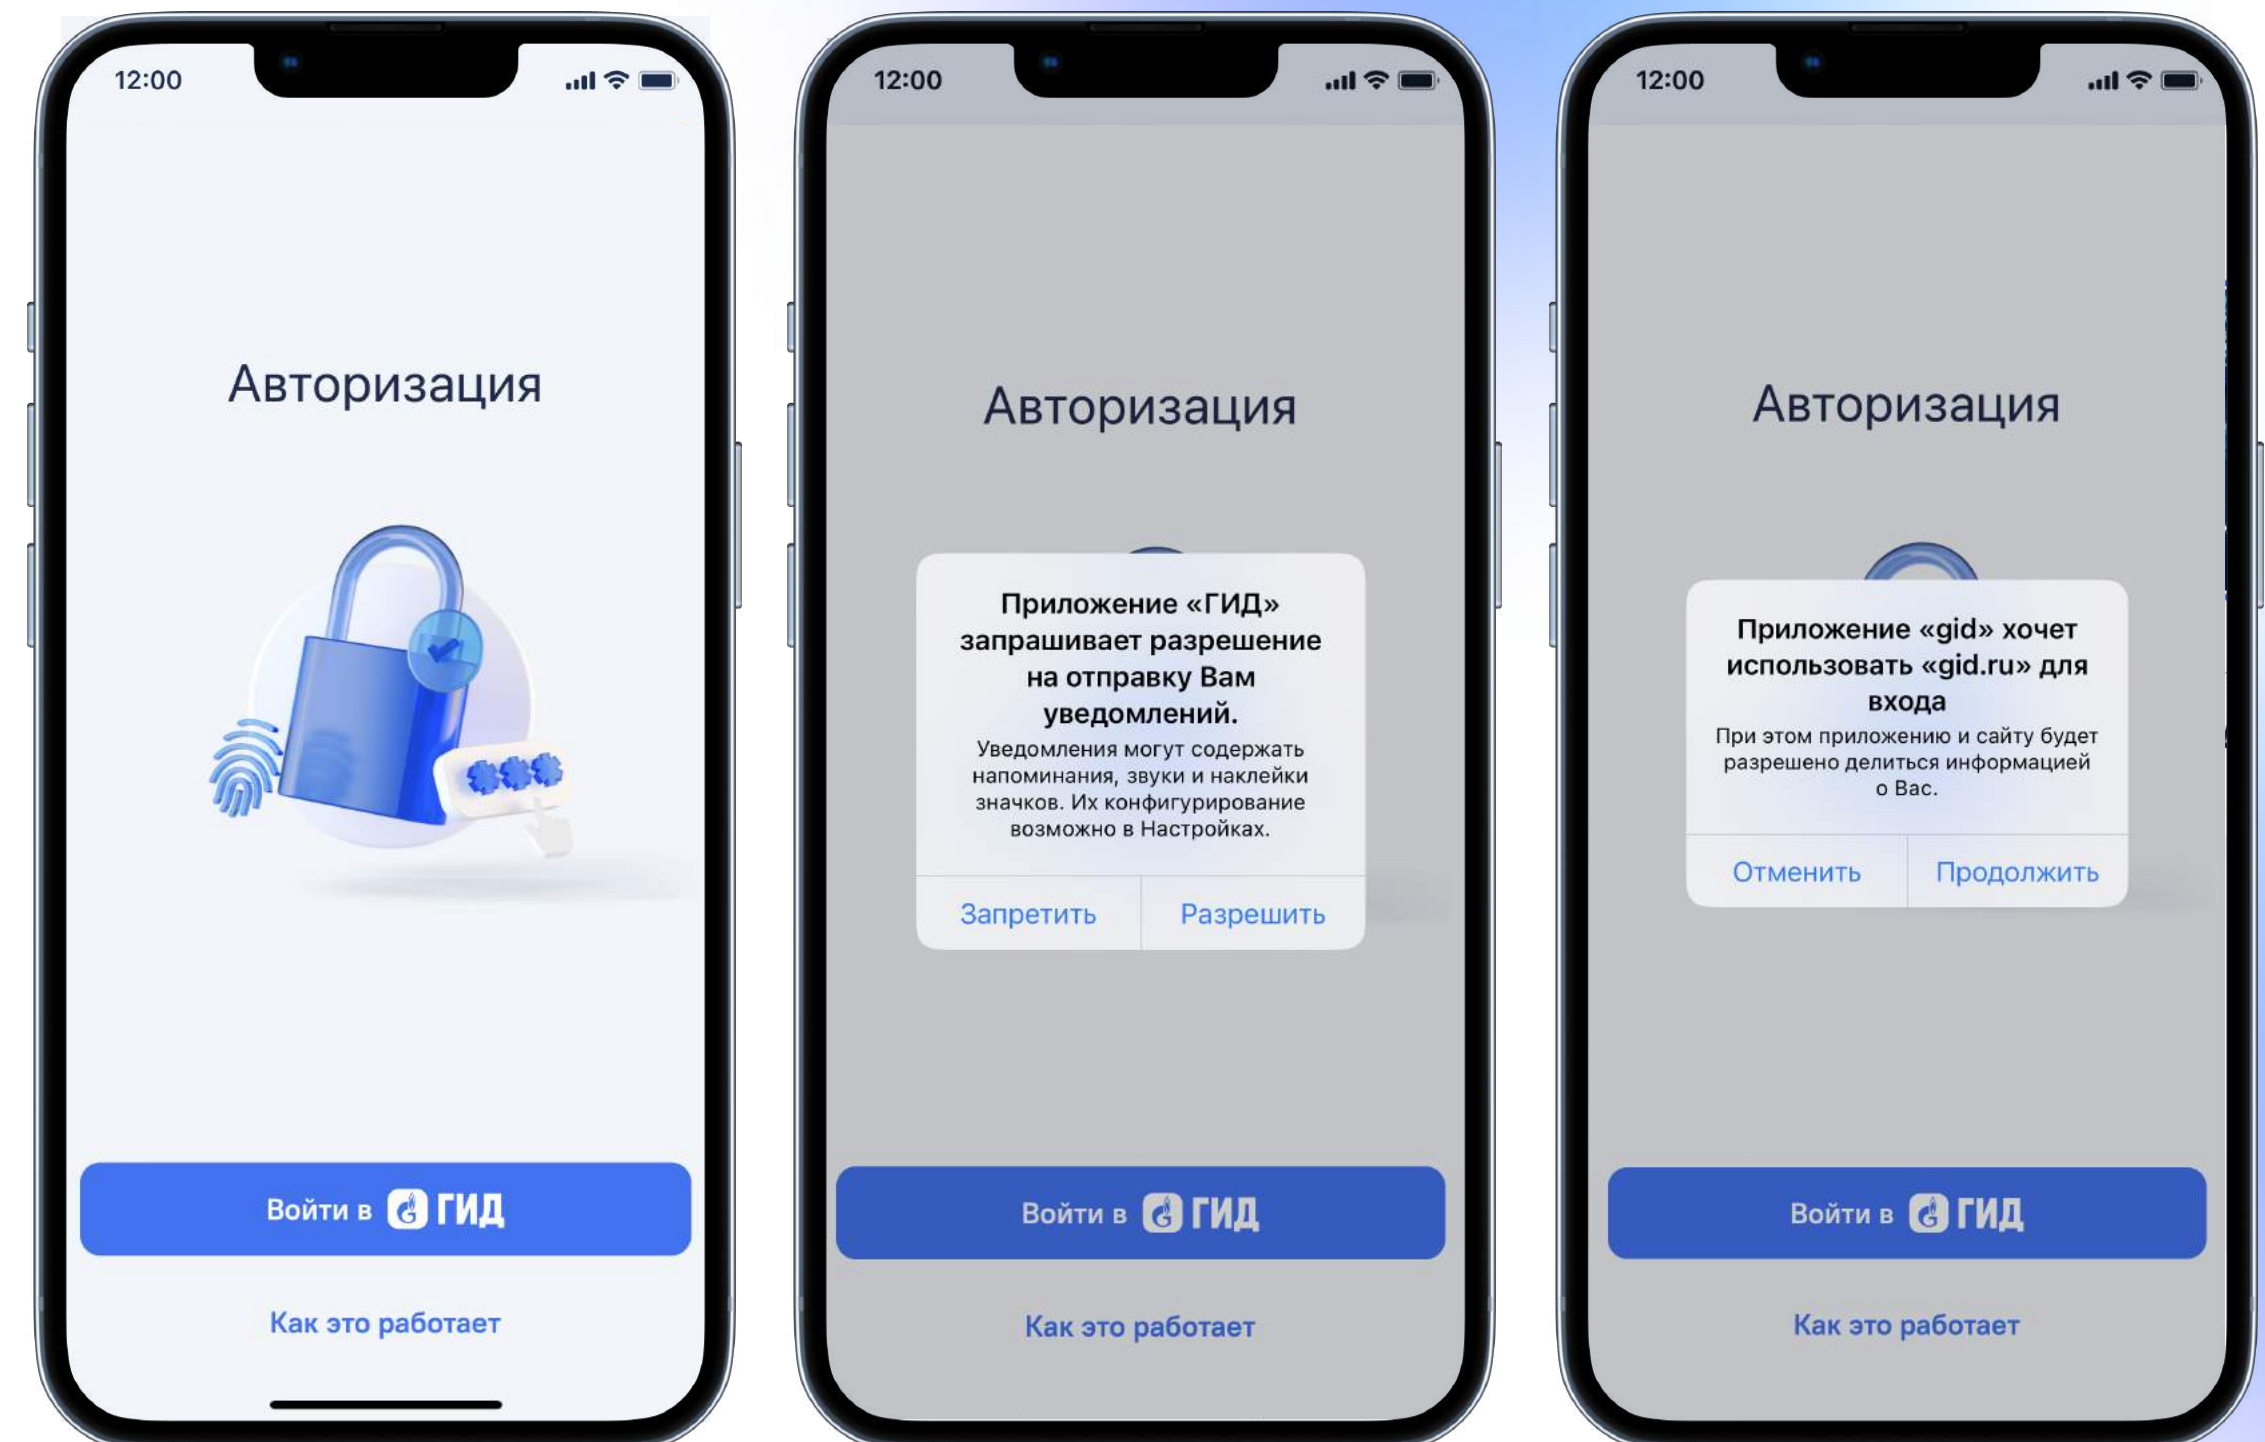 12:00
Авторизация
Войти в ГИД
Как это работает
12:00
Авторизация
Приложение «ГИД»
запрашивает разрешение
на отправку Вам
уведомлений.
Уведомления могут содержать
напоминания, звуки и наклейки
значков. Их конфигурирование
возможно в Настройках.
Запретить Разрешить
Войти в ГИД
Как это работает
12:00
Авторизация
Приложение «gid» хочет
использовать «gid.ru» для
входа
При этом приложению и сайту будет
разрешено делиться информацией
о Вас.
Отменить Продолжить
Войти в ГИД
Как это работает